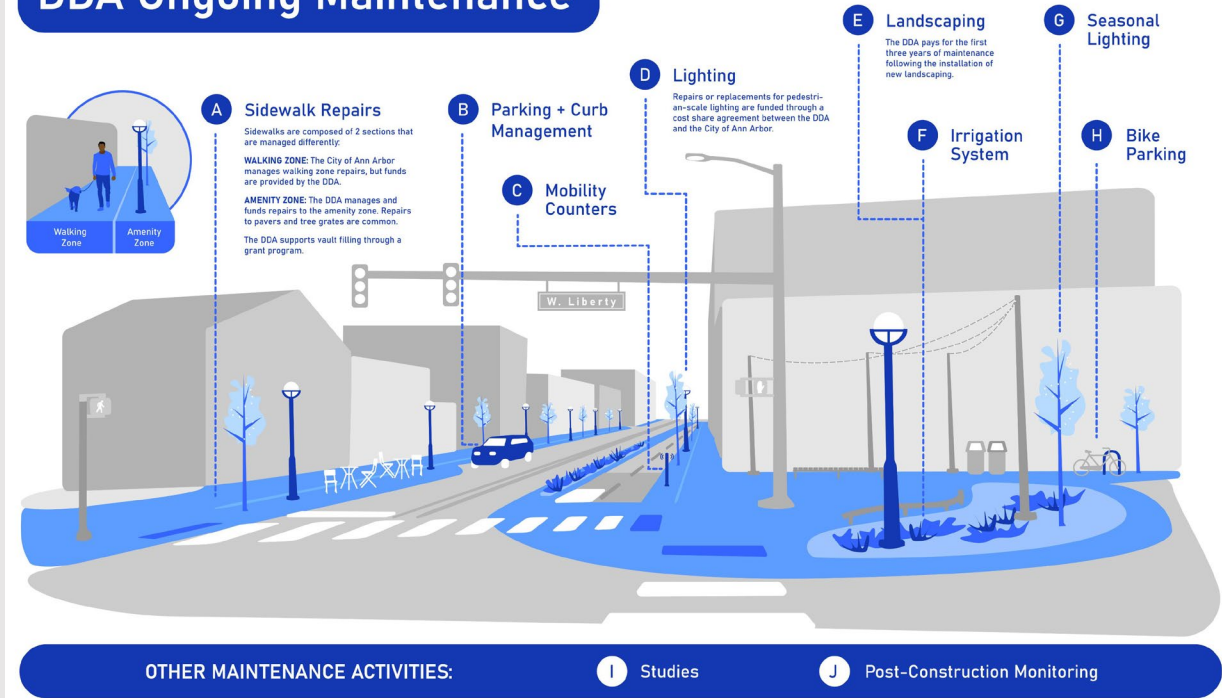 DDA Ongoing Maintenance
A Sidewalk Repairs
Sidewalks are composed of 2 sections that
are managed differently:
WALKING ZONE: The City of Ann Arbor
manages walking zone repairs, but funds
are provided by the DDA.
AMENITY ZONE: The DDA manages and
funds repairs to the amenity zone. Repairs
to pavers and tree grates are common.
The DDA supports vault filling through a
grant program.
Walking
Zone
Amenity
Zone
B Parking + Curb
Management
C Mobility
Counters
D Lighting
Repairs or replacements for pedestri-
an-scale lighting are funded through a
cost share agreement between the DDA
and the City of Ann Arbor.
E Landscaping
The DDA pays for the first
three years of maintenance
following the installation of
new landscaping.
F Irrigation
System
G Seasonal
Lighting
H Bike
Parking
W. Liberty
OTHER MAINTENANCE ACTIVITIES:
I Studies
J Post-Construction Monitoring